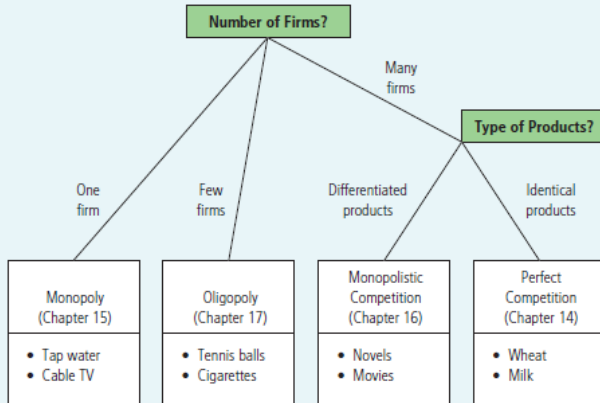 Number of Firms?
Many
firms
Type of Products?
One
firm
Few
firms
Differentiated
products
Identical
products
Monopoly
(Chapter 15)
• Tap water
• Cable TV
Oligopoly
(Chapter 17)
• Tennis balls
• Cigarettes
Monopolistic
Competition
(Chapter 16)
• Novels
• Movies
Perfect
Competition
(Chapter 14)
• Wheat
• Milk